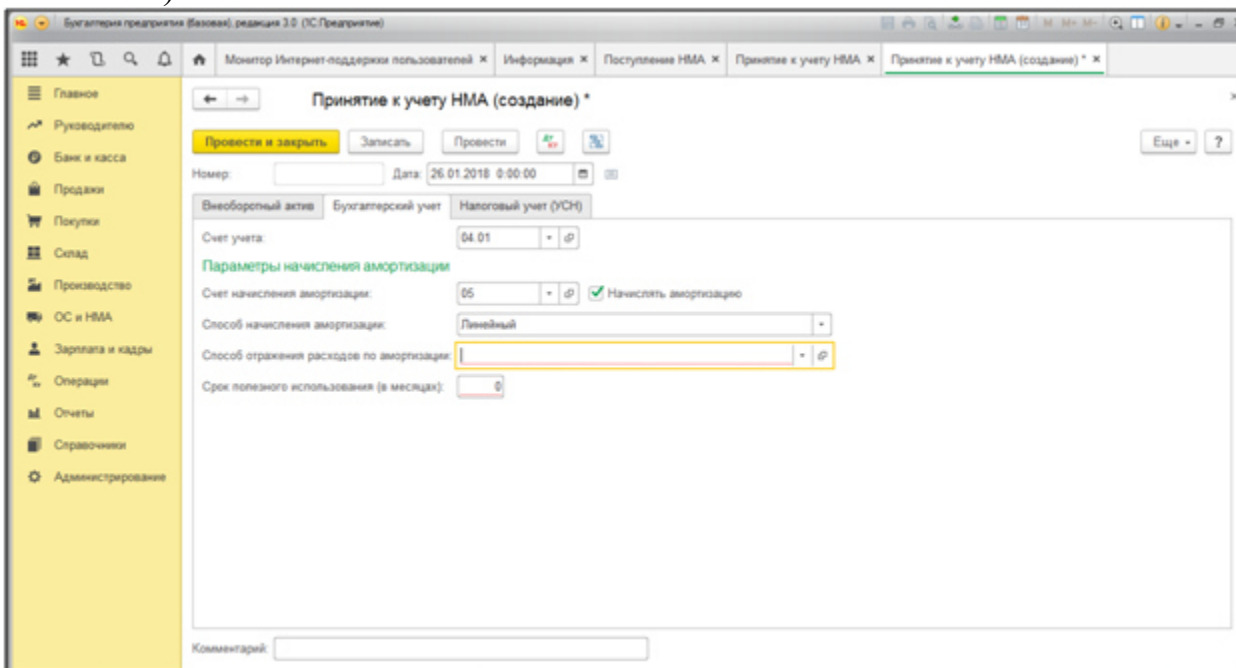 Бухгалтерия предприятия (базовая), редакция 3.0 (1С:Предприятие)
M M+ M-
Монитор Интернет-поддержки пользователей × Информация × Поступление НМА × Принятие к учету НМА × Принятие к учету НМА (создание) * ×
Главное
Руководителю
Банк и касса
Продажи
Покупки
Склад
Производство
ОС и НМА
Зарплата и кадры
Операции
Отчеты
Справочники
Администрирование
Принятие к учету НМА (создание) *
Провести и закрыть Записать Провести Еще ?
Номер: Дата: 26.01.2018 0:00:00
Внеоборотный актив Бухгалтерский учет Налоговый учет (УСН)
Счет учета: 04.01
Параметры начисления амортизации
Счет начисления амортизации: 05 Начислять амортизацию
Способ начисления амортизации: Линейный
Способ отражения расходов по амортизации:
Срок полезного использования (в месяцах): 0
Комментарий: